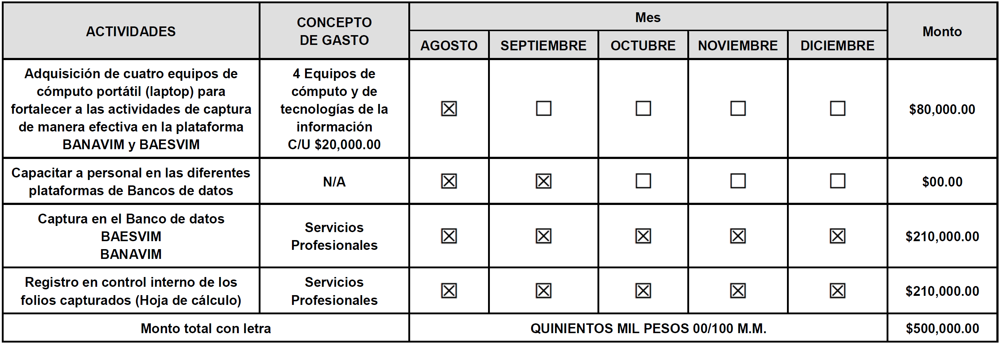 ACTIVIDADES
CONCEPTO
DE GASTO
Mes
Monto
AGOSTO
SEPTIEMBRE
OCTUBRE
NOVIEMBRE
DICIEMBRE
Adquisición de cuatro equipos de
cómputo portátil (laptop) para
fortalecer a las actividades de captura
de manera efectiva en la plataforma
BANAVIM y BAESVIM
4 Equipos de
cómputo y de
tecnologías de la
información
C/U $20,000.00
☒
☐
☐
☐
☐
$80,000.00
Capacitar a personal en las diferentes
plataformas de Bancos de datos
N/A
☒
☒
☐
☐
☐
$00.00
Captura en el Banco de datos
BAESVIM
BANAVIM
Servicios
Profesionales
☒
☒
☒
☒
☒
$210,000.00
Registro en control interno de los
folios capturados (Hoja de cálculo)
Servicios
Profesionales
☒
☒
☒
☒
☒
$210,000.00
Monto total con letra
QUINIENTOS MIL PESOS 00/100 M.M.
$500,000.00